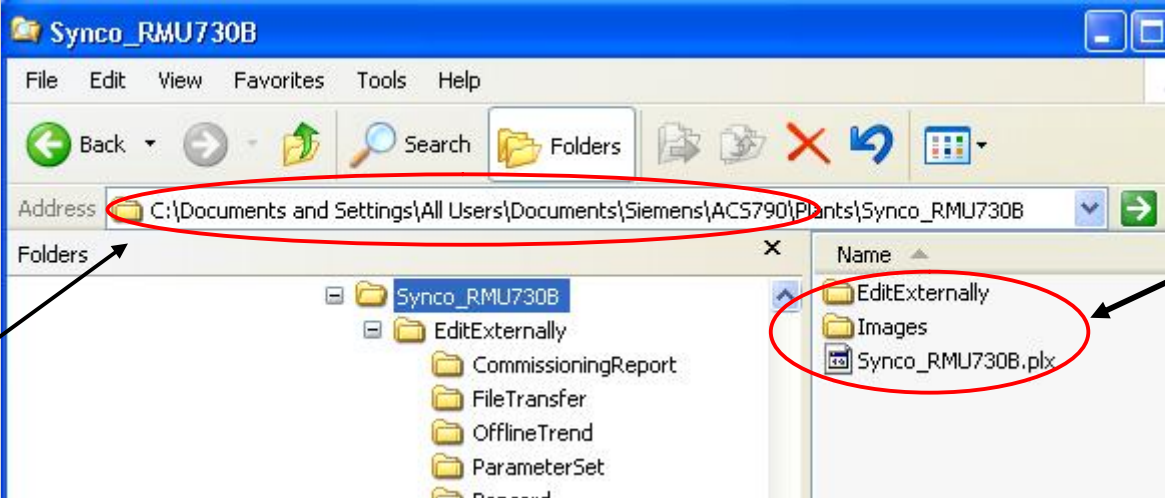 Synco_RMU730B
File Edit View Favorites Tools Help
Back Search Folders
Address C:\Documents and Settings\All Users\Documents\Siemens\ACS790\Plants\Synco_RMU730B
Folders
Synco_RMU730B
EditExternally
CommissioningReport
FileTransfer
OfflineTrend
ParameterSet
Name
EditExternally
Images
Synco_RMU730B.plx